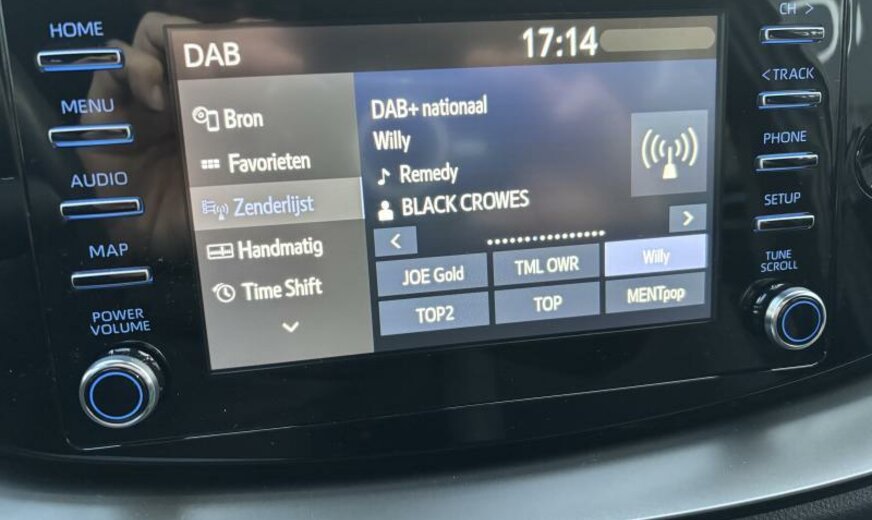 HOME
MENU
AUDIO
MAP
POWER
VOLUME
DAB
17:14
Bron
Favorieten
Zenderlijst
Handmatig
Time Shift
DAB+ nationaal
Willy
Remedy
BLACK CROWES
<
>
JOE Gold
TML OWR
Willy
TOP2
TOP
MENTpop
CH >
< TRACK
PHONE
SETUP
TUNE
SCROLL